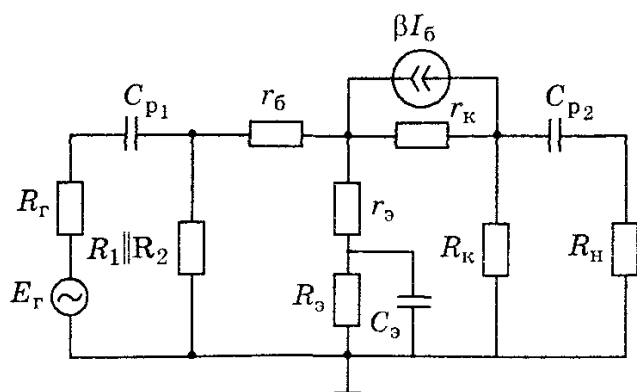 βI_б
C_р1
r_б
r_к
C_р2
R_г
r_э
R_1||R_2
R_к
R_н
E_г
R_э
C_э